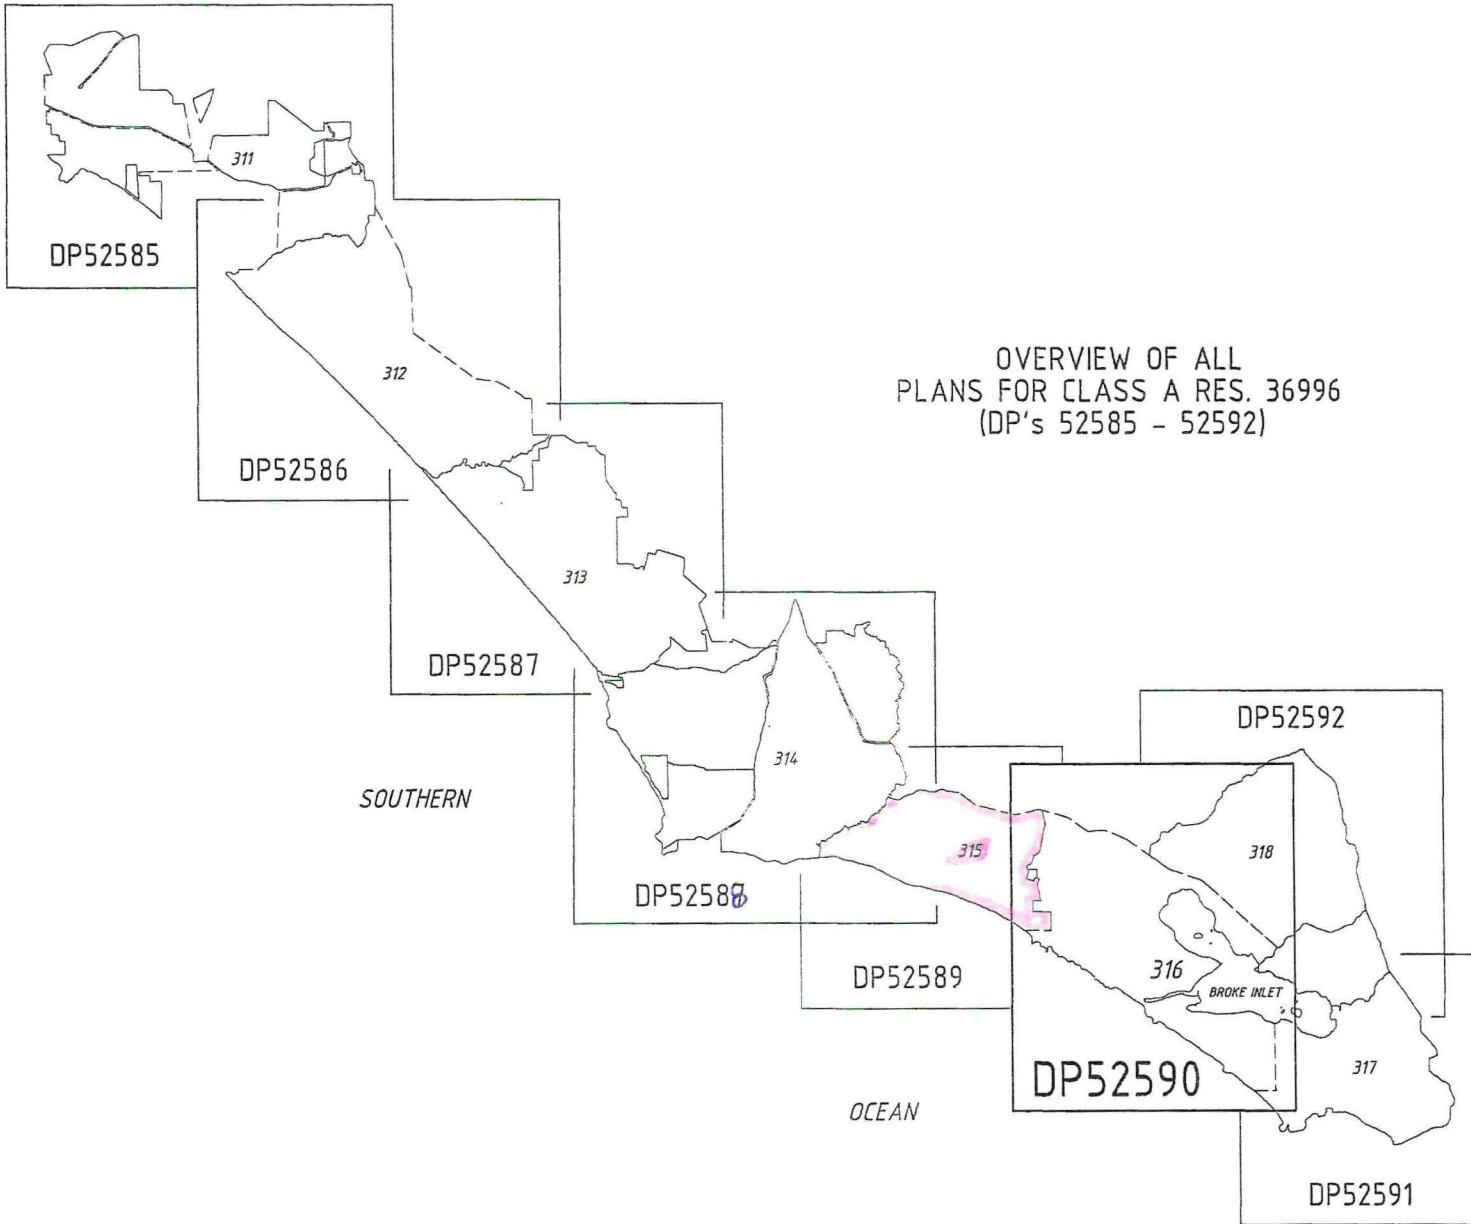 311
DP52585
312
OVERVIEW OF ALL
PLANS FOR CLASS A RES. 36996
(DP's 52585 - 52592)
DP52586
313
DP52587
DP52592
314
SOUTHERN
315
318
DP52588
316
DP52589
BROKE INLET
317
DP52590
OCEAN
DP52591